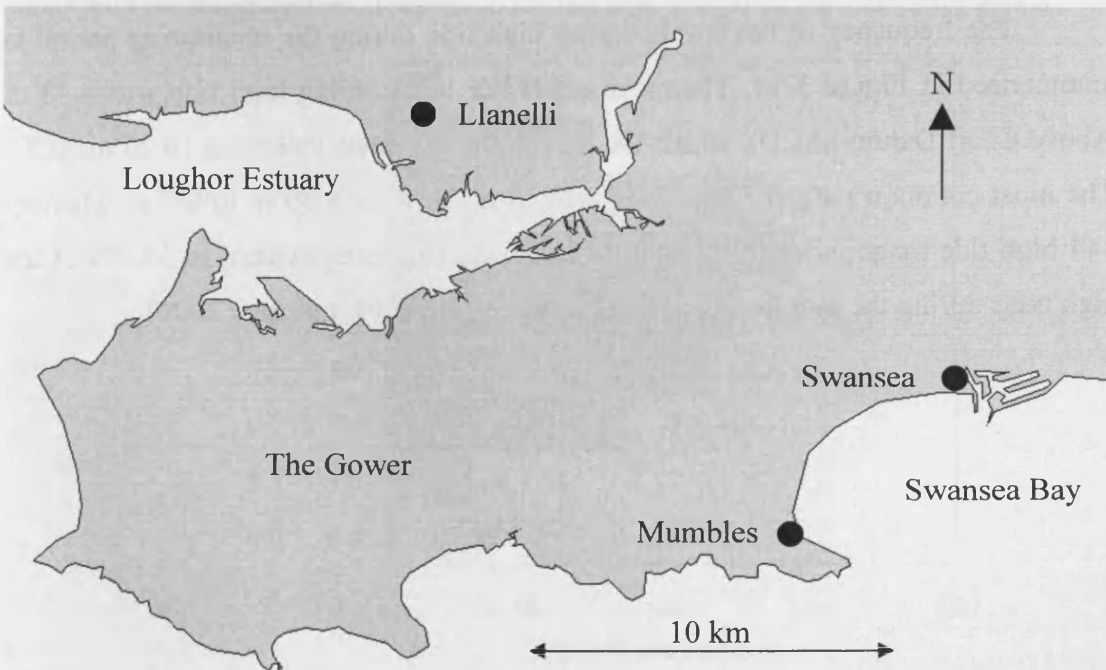 N
Llanelli
Loughor Estuary
Swansea
The Gower
Swansea Bay
Mumbles
10 km